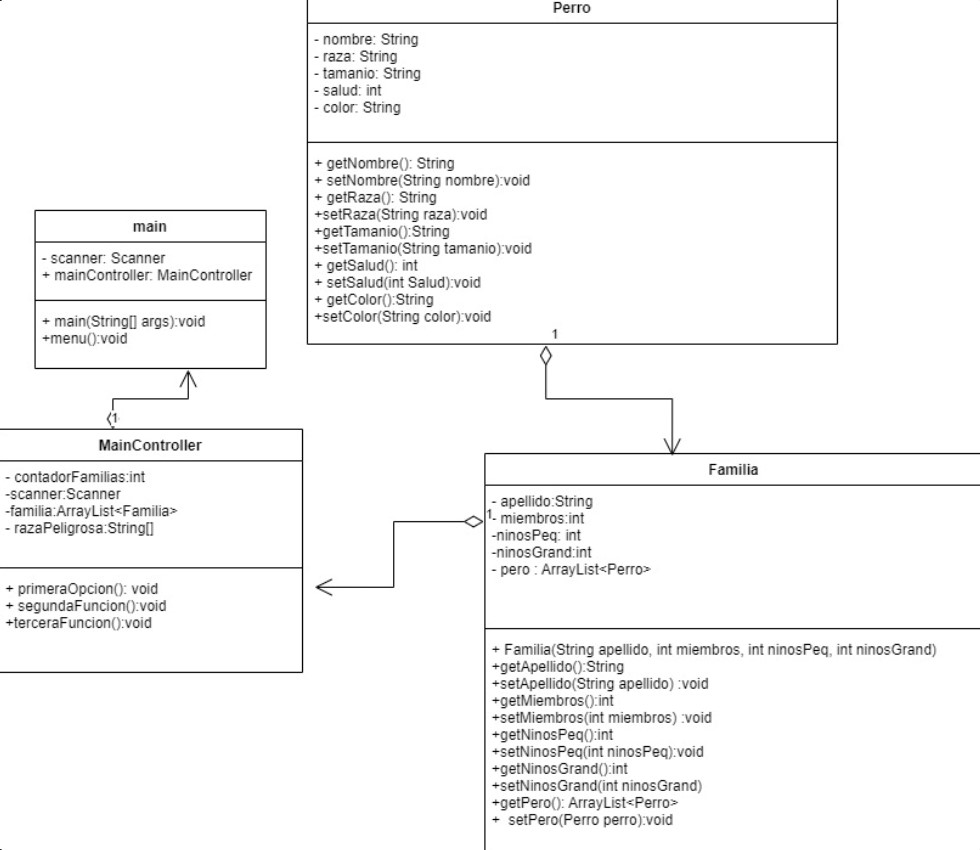 Perro
- nombre: String
- raza: String
- tamanio: String
- salud: int
- color: String
+ getNombre(): String
+ setNombre(String nombre):void
+ getRaza(): String
+setRaza(String raza):void
+getTamanio():String
+setTamanio(String tamanio):void
+ getSalud(): int
+ setSalud(int Salud):void
+ getColor():String
+setColor(String color):void
1
main
- scanner: Scanner
+ mainController: MainController
+ main(String[] args):void
+menu():void
1
MainController
- contadorFamilias:int
-scanner:Scanner
-familia:ArrayList<Familia>
- razaPeligrosa:String[]
+ primeraOpcion(): void
+ segundaFuncion():void
+terceraFuncion():void
Familia
1
- apellido:String
- miembros:int
-ninosPeq: int
-ninosGrand:int
- pero : ArrayList<Perro>
+ Familia(String apellido, int miembros, int ninosPeq, int ninosGrand)
+getApellido():String
+setApellido(String apellido) :void
+getMiembros():int
+setMiembros(int miembros) :void
+getNinosPeq():int
+setNinosPeq(int ninosPeq):void
+getNinosGrand():int
+setNinosGrand(int ninosGrand)
+getPero(): ArrayList<Perro>
+ setPero(Perro perro):void